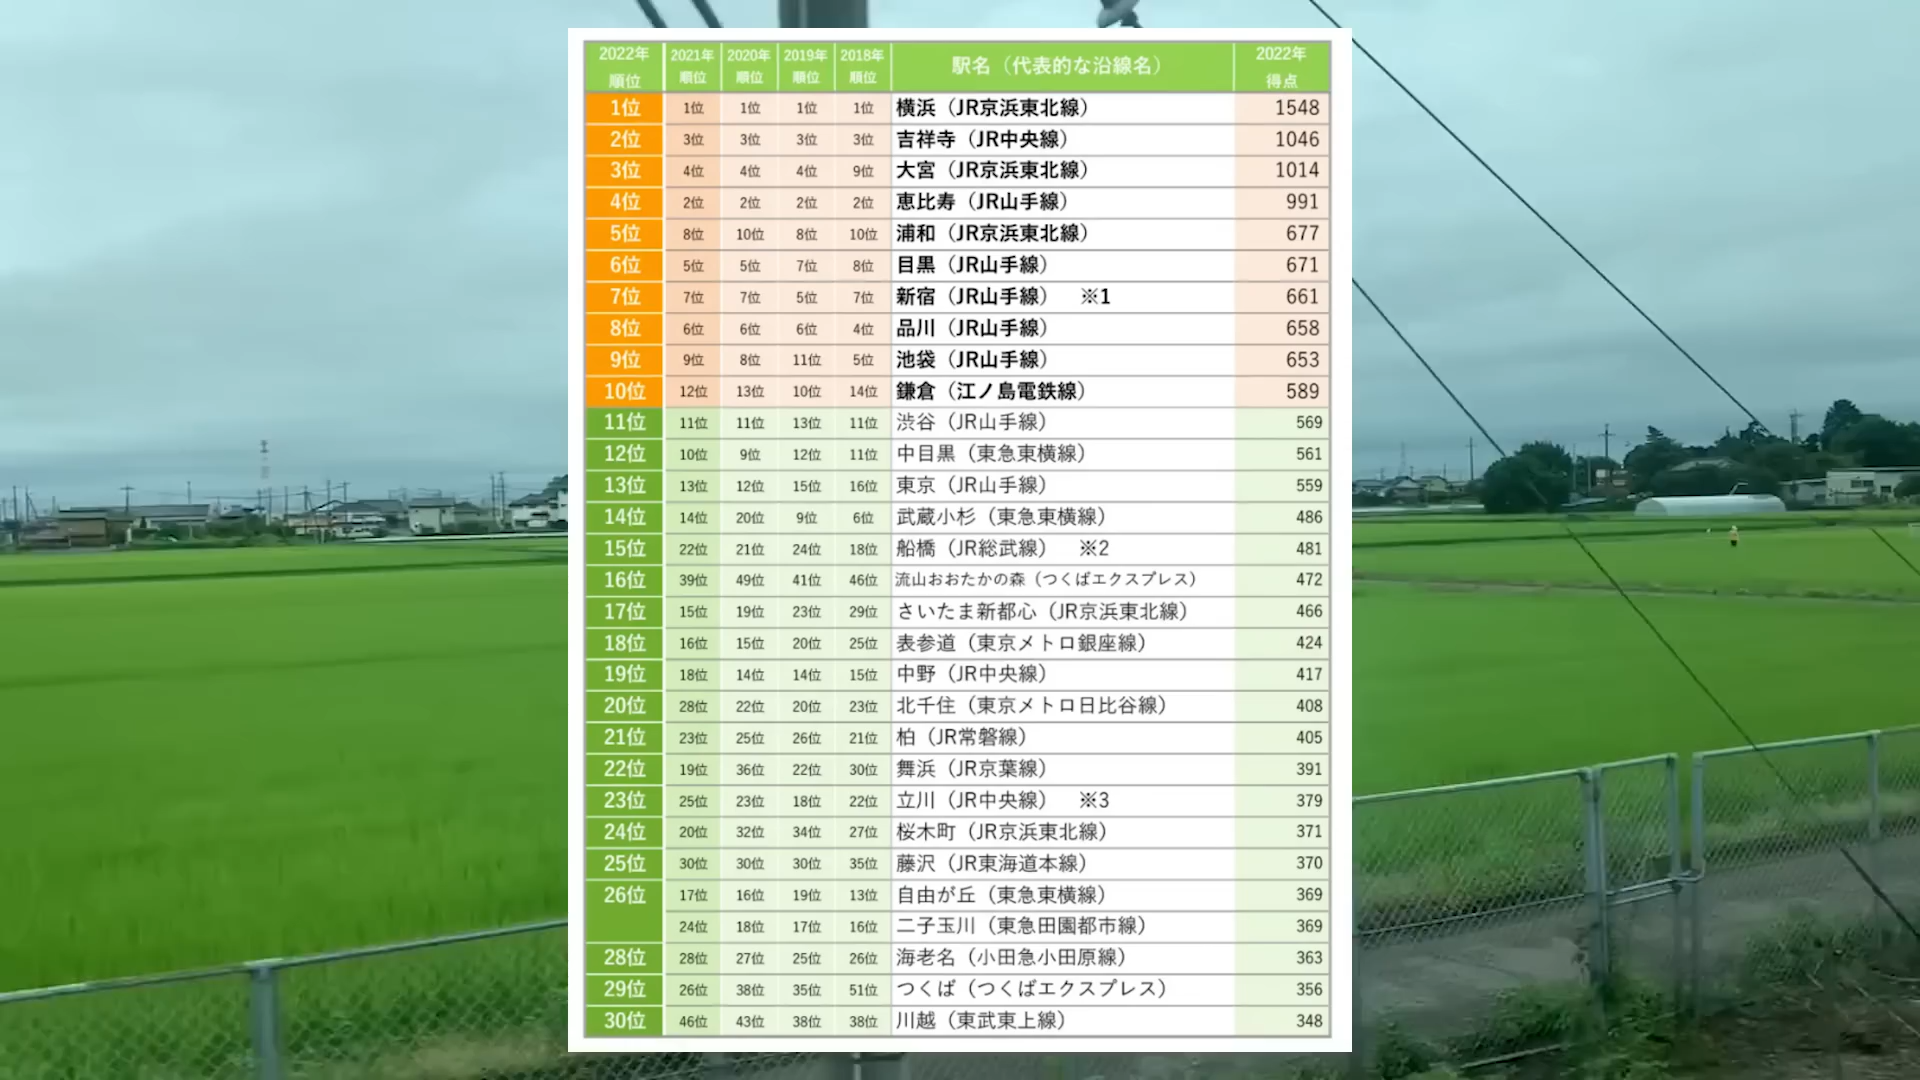 2022年 順位 2021年 順位 2020年 順位 2019年 順位 2018年 順位 駅名（代表的な沿線名） 2022年 得点
1位 1位 1位 1位 1位 横浜（JR京浜東北線） 1548
2位 3位 3位 3位 3位 吉祥寺（JR中央線） 1046
3位 4位 4位 4位 9位 大宮（JR京浜東北線） 1014
4位 2位 2位 2位 2位 恵比寿（JR山手線） 991
5位 8位 10位 8位 10位 浦和（JR京浜東北線） 677
6位 5位 5位 7位 8位 目黒（JR山手線） 671
7位 7位 7位 5位 7位 新宿（JR山手線） ※1 661
8位 6位 6位 6位 4位 品川（JR山手線） 658
9位 9位 8位 11位 5位 池袋（JR山手線） 653
10位 12位 13位 10位 14位 鎌倉（江ノ島電鉄線） 589
11位 11位 11位 13位 11位 渋谷（JR山手線） 569
12位 10位 9位 12位 11位 中目黒（東急東横線） 561
13位 13位 12位 15位 16位 東京（JR山手線） 559
14位 14位 20位 9位 6位 武蔵小杉（東急東横線） 486
15位 22位 21位 24位 18位 船橋（JR総武線） ※2 481
16位 39位 49位 41位 46位 流山おおたかの森（つくばエクスプレス） 472
17位 15位 19位 23位 29位 さいたま新都心（JR京浜東北線） 466
18位 16位 15位 20位 25位 表参道（東京メトロ銀座線） 424
19位 18位 14位 14位 15位 中野（JR中央線） 417
20位 28位 22位 20位 23位 北千住（東京メトロ日比谷線） 408
21位 23位 25位 26位 21位 柏（JR常磐線） 405
22位 19位 36位 22位 30位 舞浜（JR京葉線） 391
23位 25位 23位 18位 22位 立川（JR中央線） ※3 379
24位 20位 32位 34位 27位 桜木町（JR京浜東北線） 371
25位 30位 30位 30位 35位 藤沢（JR東海道本線） 370
26位 17位 16位 19位 13位 自由が丘（東急東横線） 369
24位 18位 17位 16位 二子玉川（東急田園都市線） 369
28位 28位 27位 25位 26位 海老名（小田急小田原線） 363
29位 26位 38位 35位 51位 つくば（つくばエクスプレス） 356
30位 46位 43位 38位 38位 川越（東武東上線） 348